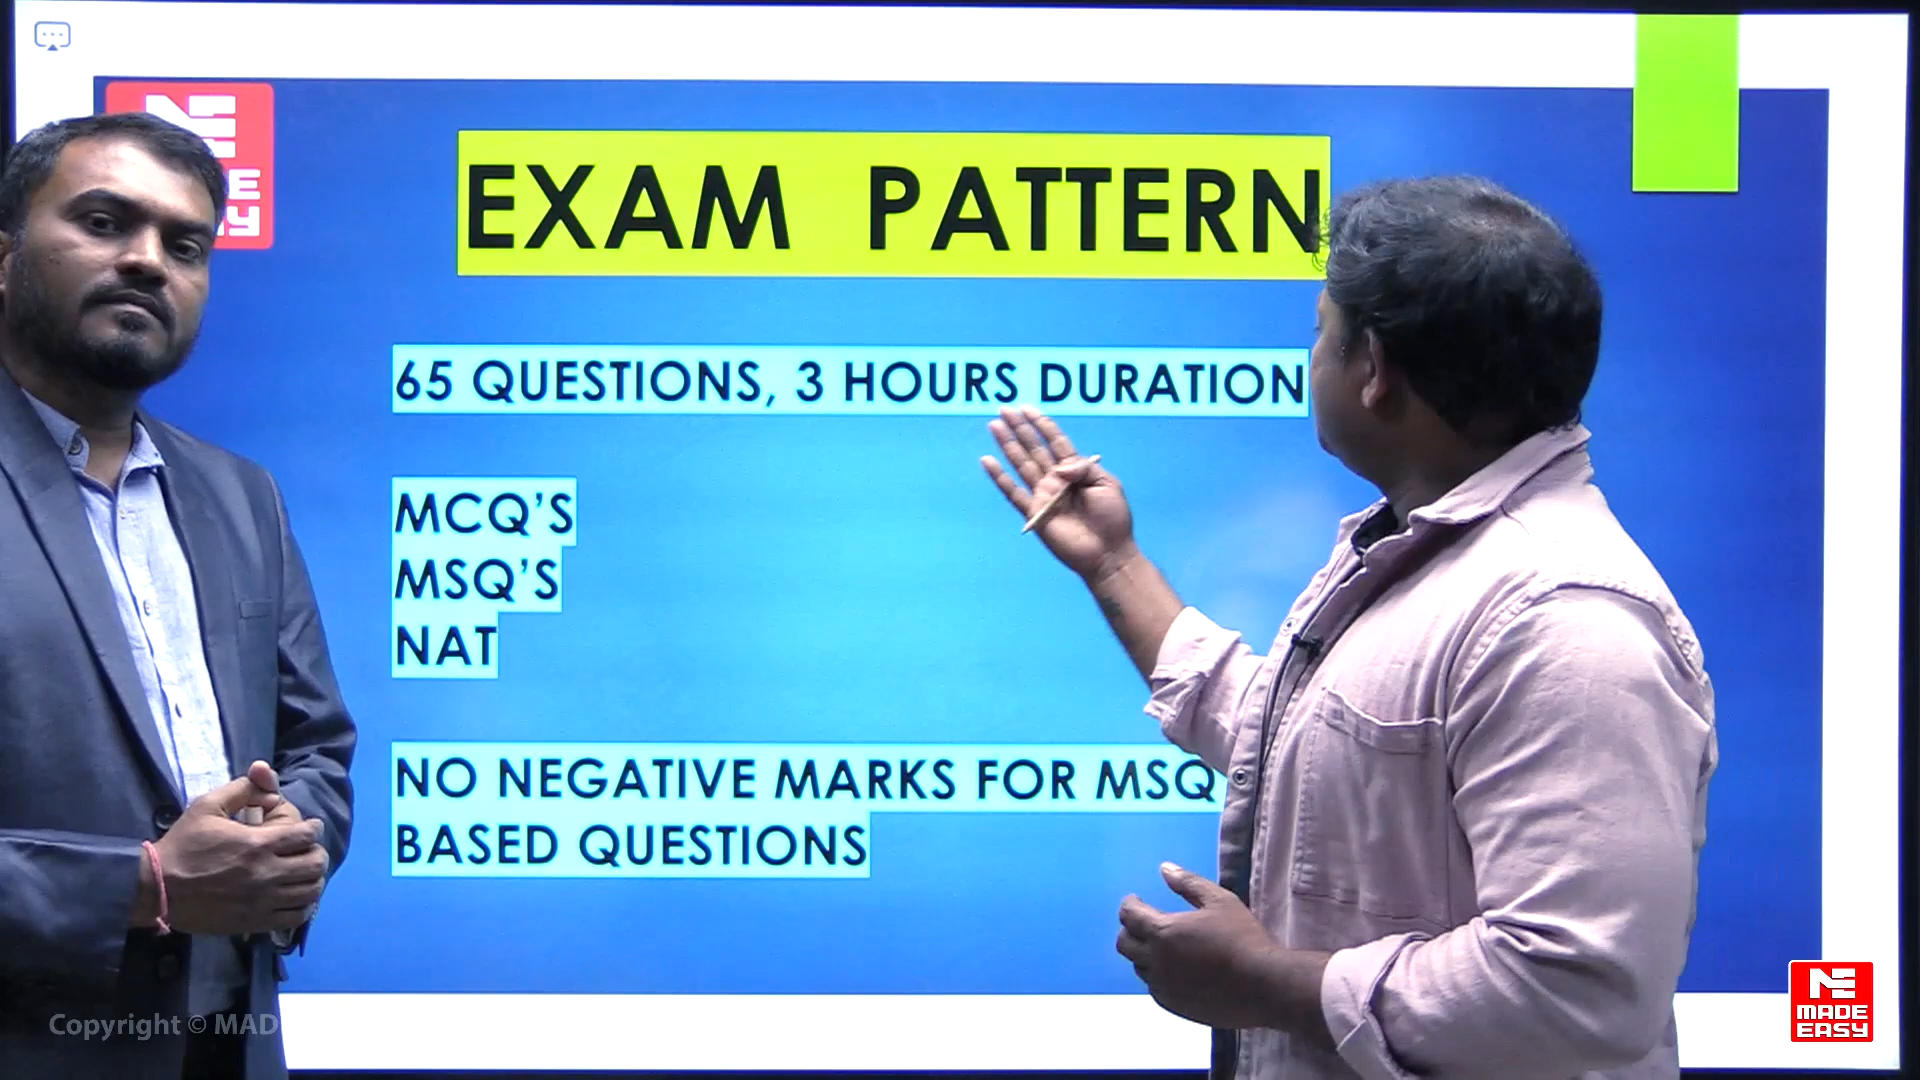 EXAM PATTERN
65 QUESTIONS, 3 HOURS DURATION
MCQ'S
MSQ'S
NAT
NO NEGATIVE MARKS FOR MSQ
BASED QUESTIONS
Copyright © MAD
MADE
EASY